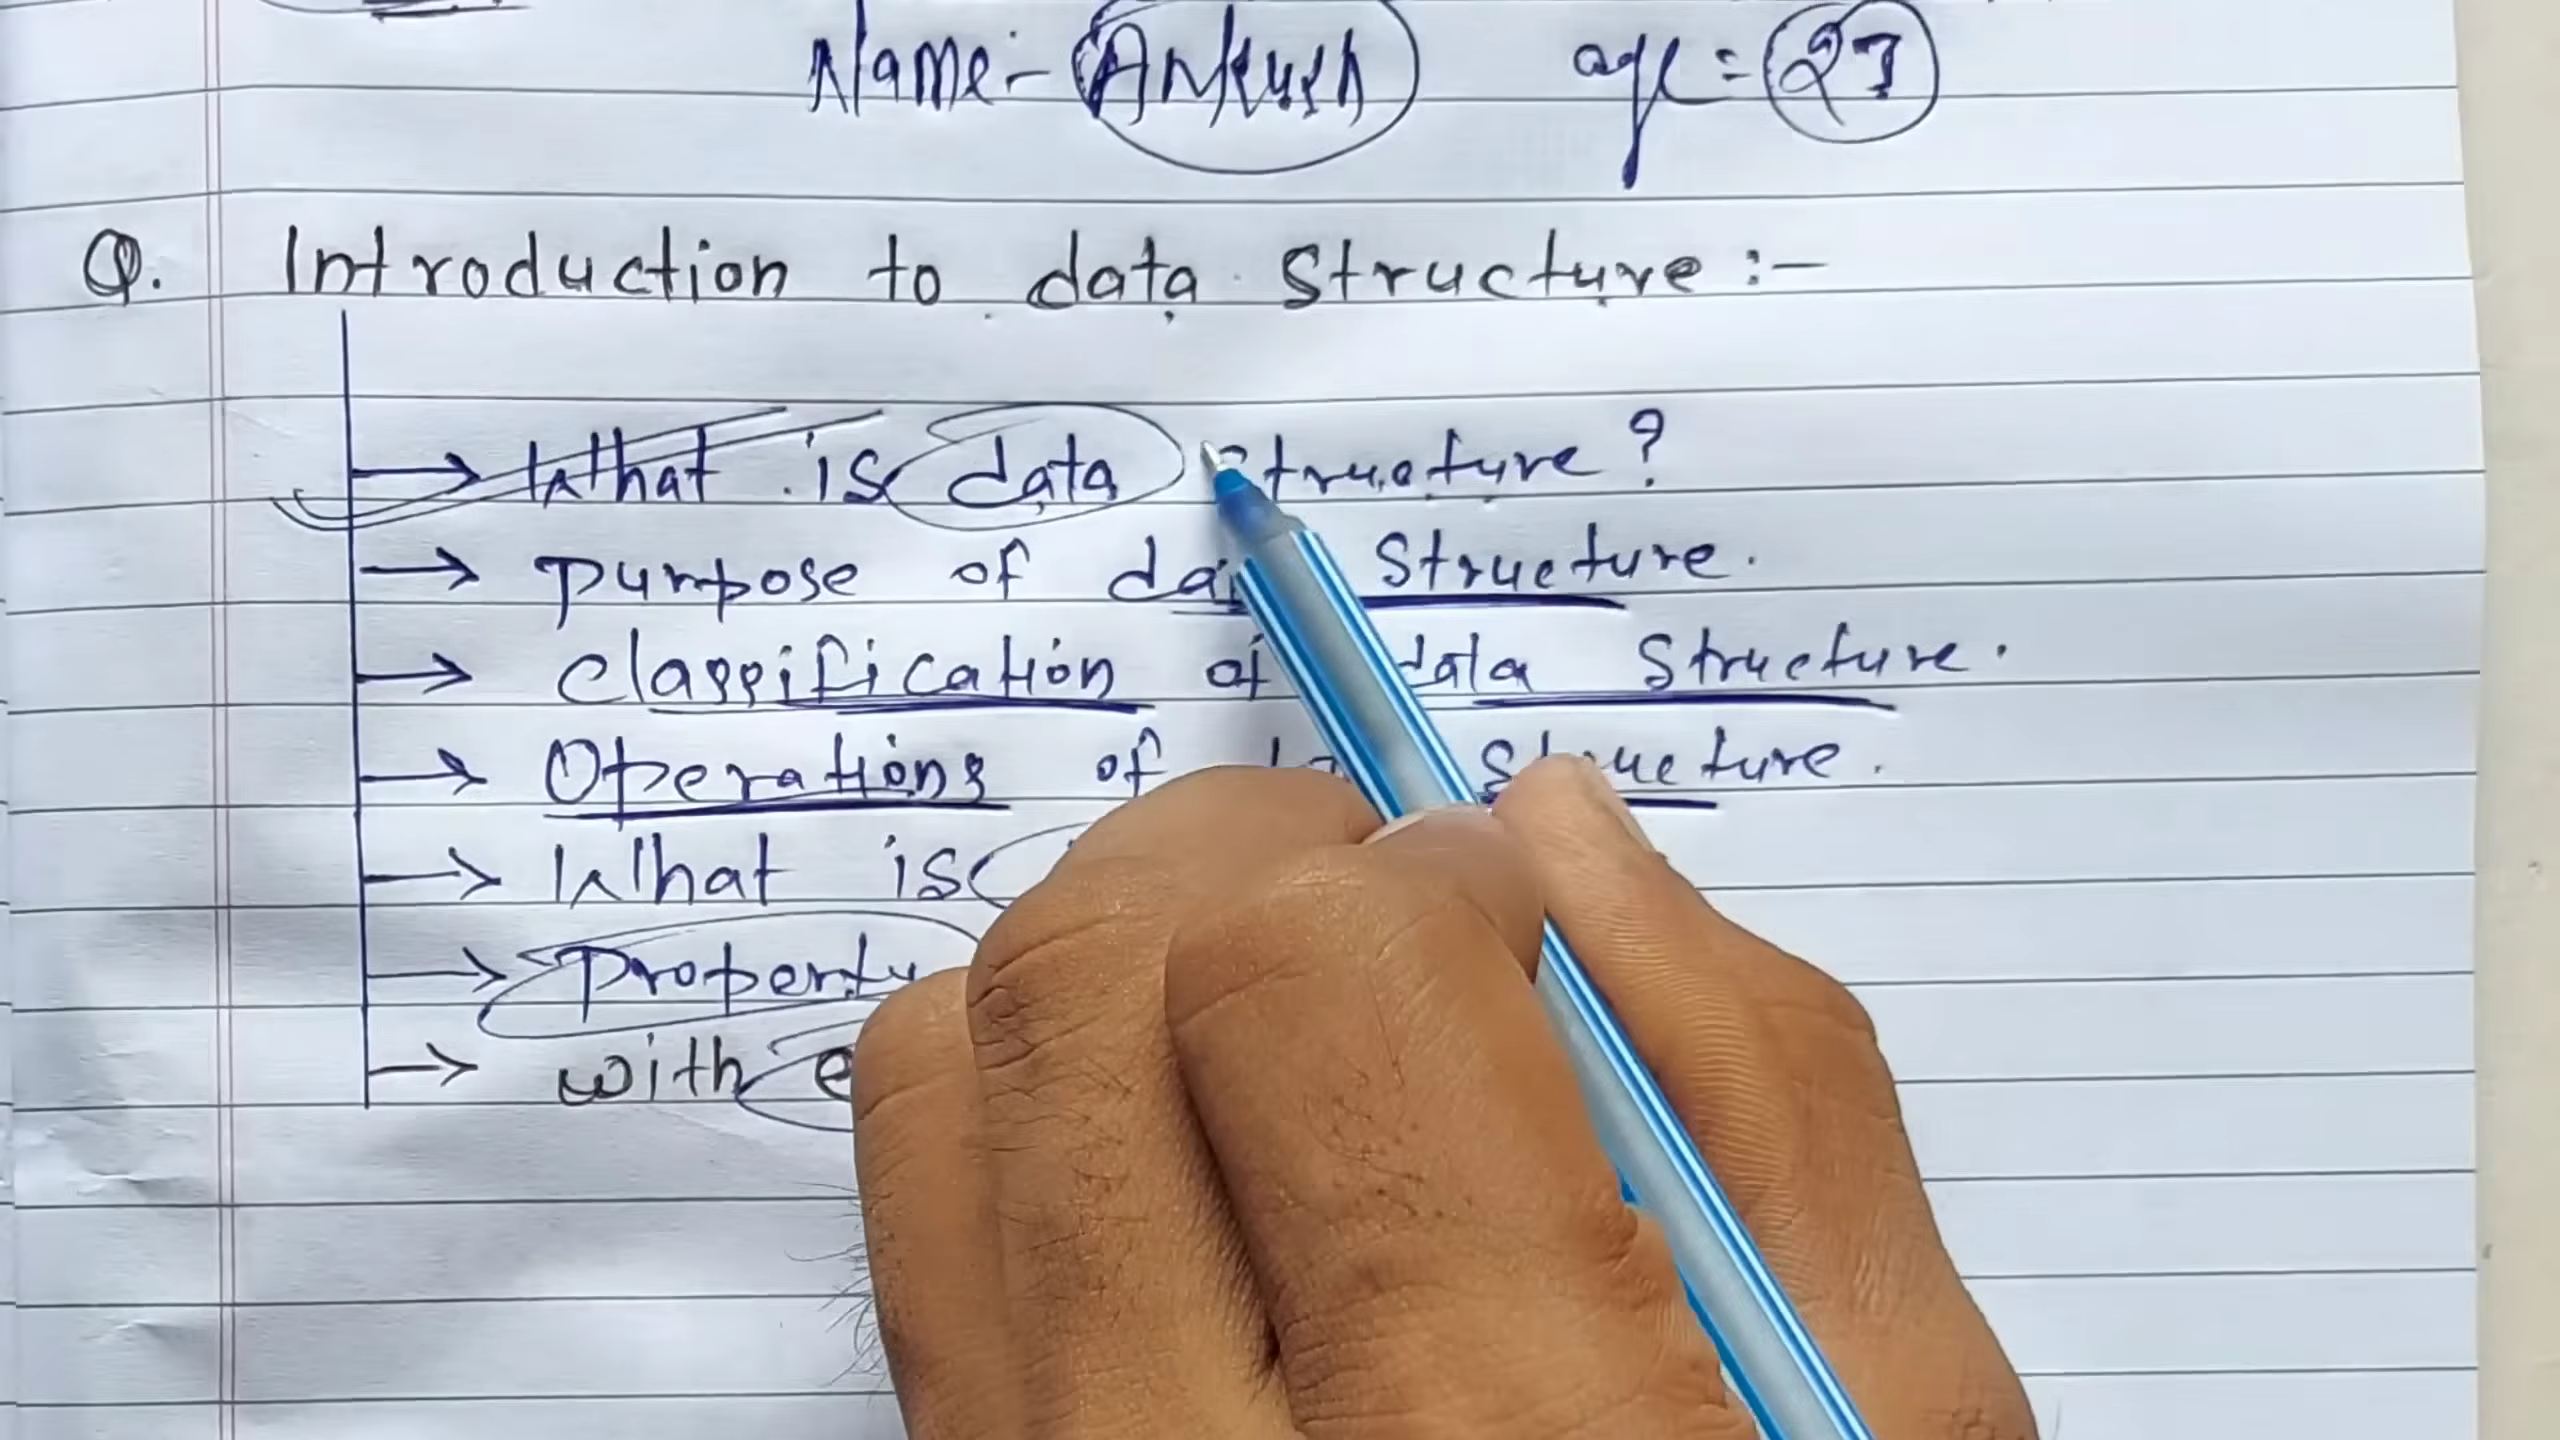 Name:- Ankush age = 27
Q. Introduction to data structure :-
→ What is data structure ?
→ purpose of data structure.
→ classification of data structure.
→ Operations of structure.
→ What is
→ property
→ with